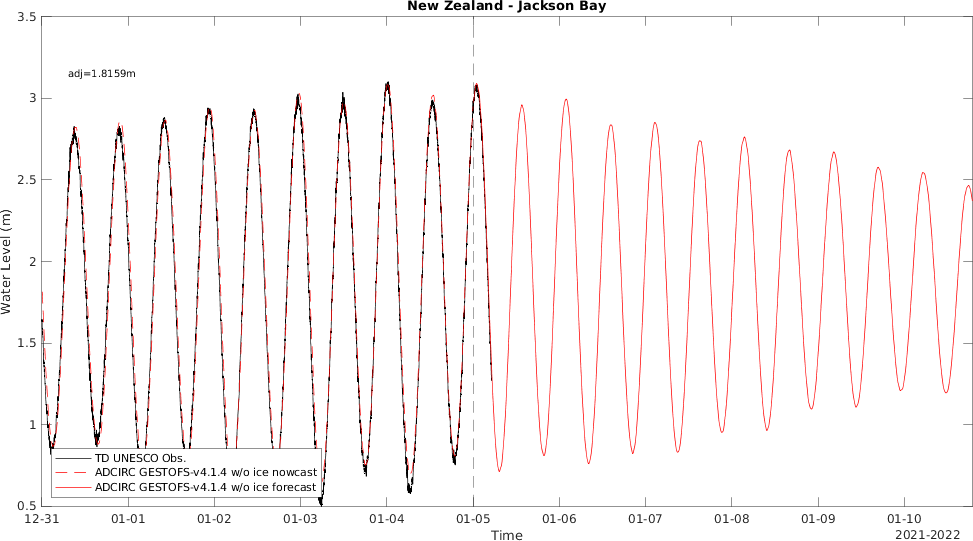 New Zealand - Jackson Bay
adj=1.8159m
3.5
3
2.5
2
1.5
1
0.5
Water Level (m)
TD UNESCO Obs.
ADCIRC GESTOFS-v4.1.4 w/o ice nowcast
ADCIRC GESTOFS-v4.1.4 w/o ice forecast
12-31 01-01 01-02 01-03 01-04 01-05 01-06 01-07 01-08 01-09 01-10
Time
2021-2022